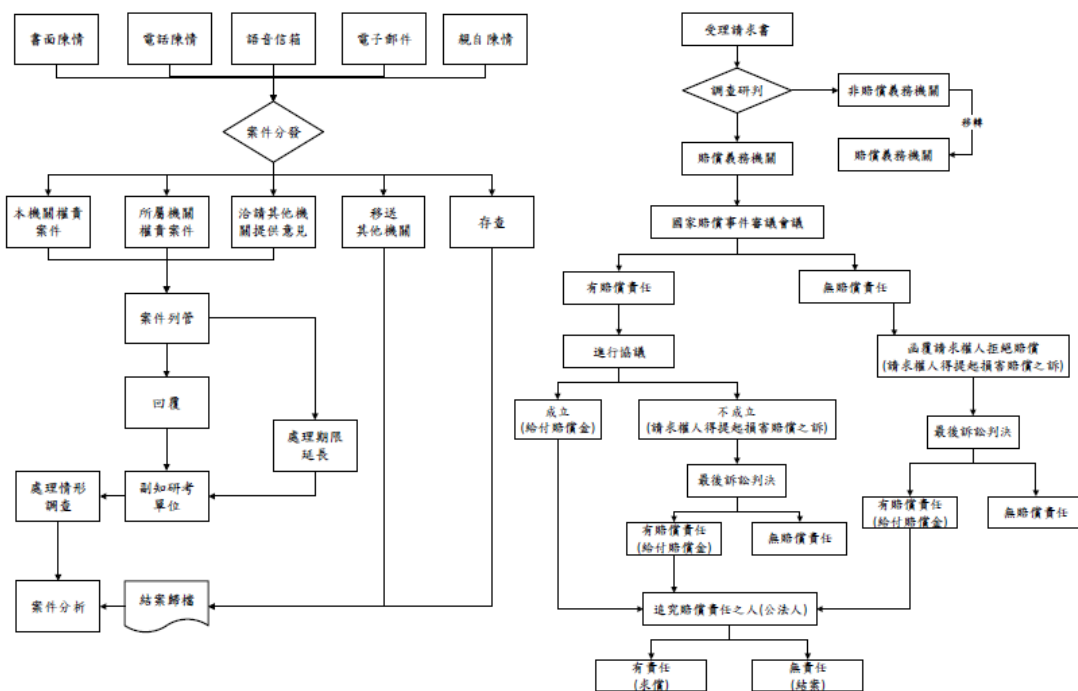 書面陳情
電話陳情
語音信箱
電子郵件
親自陳情
案件分發
本機關權責
案件
所屬機關
權責案件
洽請其他機
關提供意見
移送
其他機關
存查
案件列管
回覆
處理期限
延長
處理情形
調查
副知研考
單位
案件分析
結案歸檔
受理請求書
調查研判
非賠償義務機關
移轉
賠償義務機關
賠償義務機關
國家賠償事件審議會議
有賠償責任
無賠償責任
進行協議
函覆請求權人拒絕賠償
(請求權人得提起損害賠償之訴)
成立
(給付賠償金)
不成立
(請求權人得提起損害賠償之訴)
最後訴訟判決
最後訴訟判決
有賠償責任
(給付賠償金)
無賠償責任
有賠償責任
(給付賠償金)
無賠償責任
追究賠償責任之人(公法人)
有責任
(求償)
無責任
(結案)